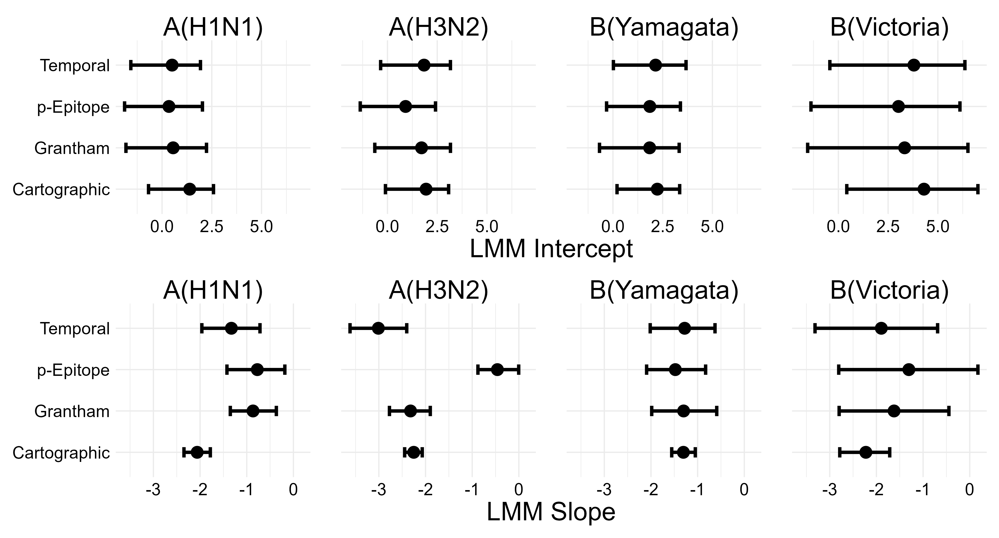 A(H1N1) A(H3N2) B(Yamagata) B(Victoria)
Temporal
p-Epitope
Grantham
Cartographic
0.0 2.5 5.0 0.0 2.5 5.0 0.0 2.5 5.0 0.0 2.5 5.0
LMM Intercept
A(H1N1) A(H3N2) B(Yamagata) B(Victoria)
Temporal
p-Epitope
Grantham
Cartographic
-3 -2 -1 0 -3 -2 -1 0 -3 -2 -1 0 -3 -2 -1 0
LMM Slope